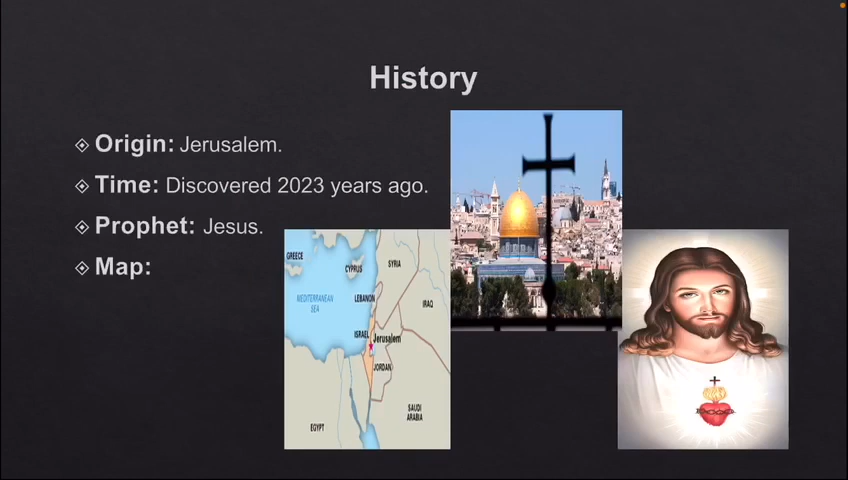 History
Origin: Jerusalem.
Time: Discovered 2023 years ago.
Prophet: Jesus.
Map:
GREECE
CYPRUS
SYRIA
MEDITERRANEAN
SEA
LEBANON
IRAQ
ISRAEL
Jerusalem
JORDAN
SAUDI
ARABIA
EGYPT